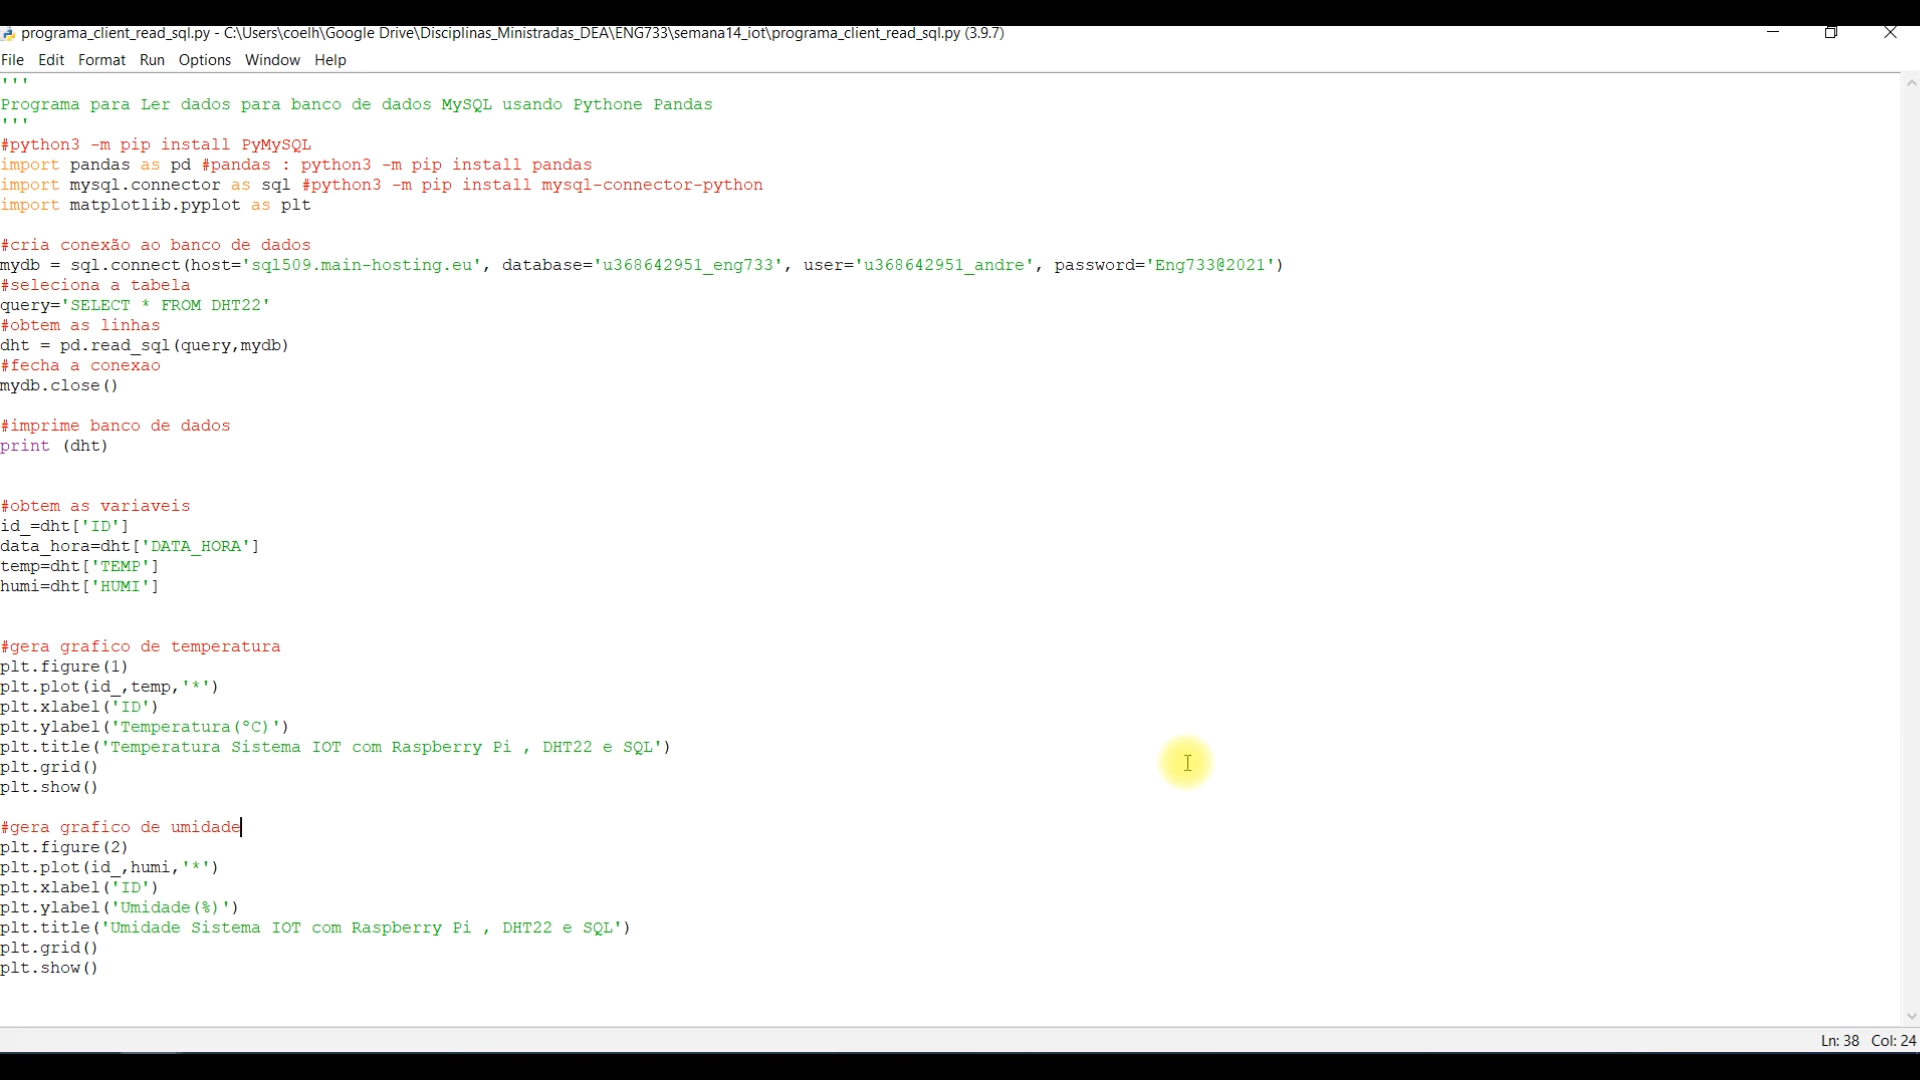 programa_client_read_sql.py - C:\Users\coelh\Google Drive\Disciplinas_Ministradas_DEA\ENG733\semana14_iot\programa_client_read_sql.py (3.9.7)
File Edit Format Run Options Window Help
'''
Programa para Ler dados para banco de dados MySQL usando Pythone Pandas
'''
#python3 -m pip install PyMySQL
import pandas as pd #pandas : python3 -m pip install pandas
import mysql.connector as sql #python3 -m pip install mysql-connector-python
import matplotlib.pyplot as plt
#cria conexão ao banco de dados
mydb = sql.connect(host='sql509.main-hosting.eu', database='u368642951_eng733', user='u368642951_andre', password='Eng733@2021')
#seleciona a tabela
query='SELECT * FROM DHT22'
#obtem as linhas
dht = pd.read_sql(query,mydb)
#fecha a conexao
mydb.close()
#imprime banco de dados
print (dht)
#obtem as variaveis
id_=dht['ID']
data_hora=dht['DATA_HORA']
temp=dht['TEMP']
humi=dht['HUMI']
#gera grafico de temperatura
plt.figure(1)
plt.plot(id_,temp,'*')
plt.xlabel('ID')
plt.ylabel('Temperatura(°C)')
plt.title('Temperatura Sistema IOT com Raspberry Pi , DHT22 e SQL')
plt.grid()
plt.show()
#gera grafico de umidade
plt.figure(2)
plt.plot(id_,humi,'*')
plt.xlabel('ID')
plt.ylabel('Umidade(%)')
plt.title('Umidade Sistema IOT com Raspberry Pi , DHT22 e SQL')
plt.grid()
plt.show()
Ln: 38 Col: 24